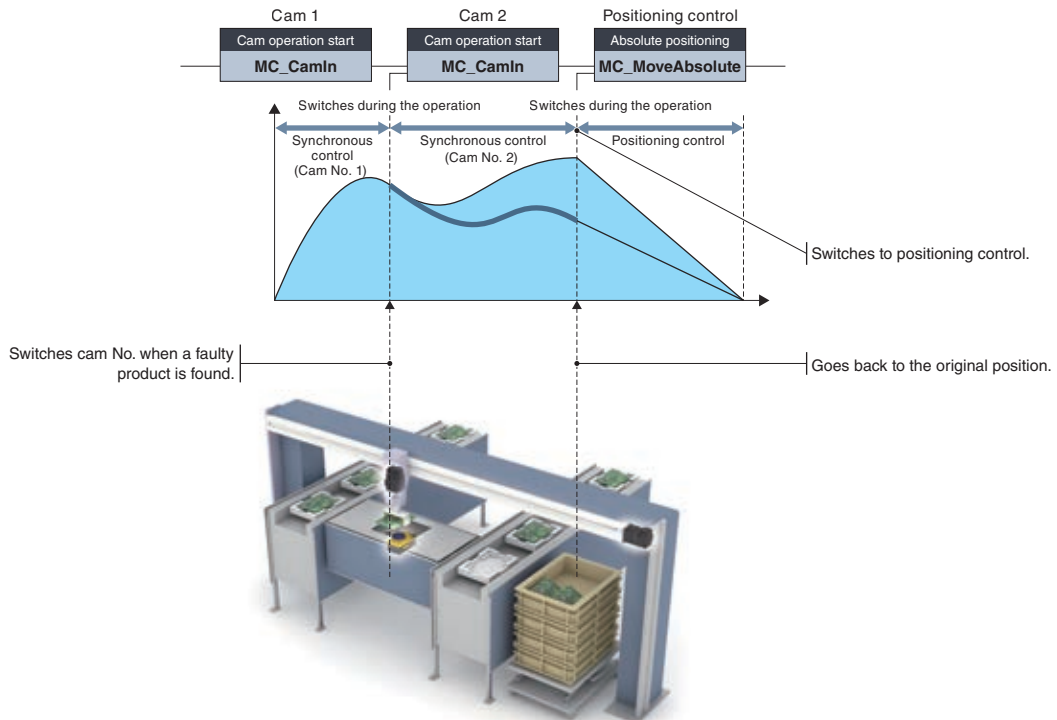 Cam 1
Cam 2
Positioning control
Cam operation start
Cam operation start
Absolute positioning
MC_CamIn
MC_CamIn
MC_MoveAbsolute
Switches during the operation
Switches during the operation
Synchronous
control
(Cam No. 1)
Synchronous control
(Cam No. 2)
Positioning control
Switches to positioning control.
Switches cam No. when a faulty
product is found.
Goes back to the original position.